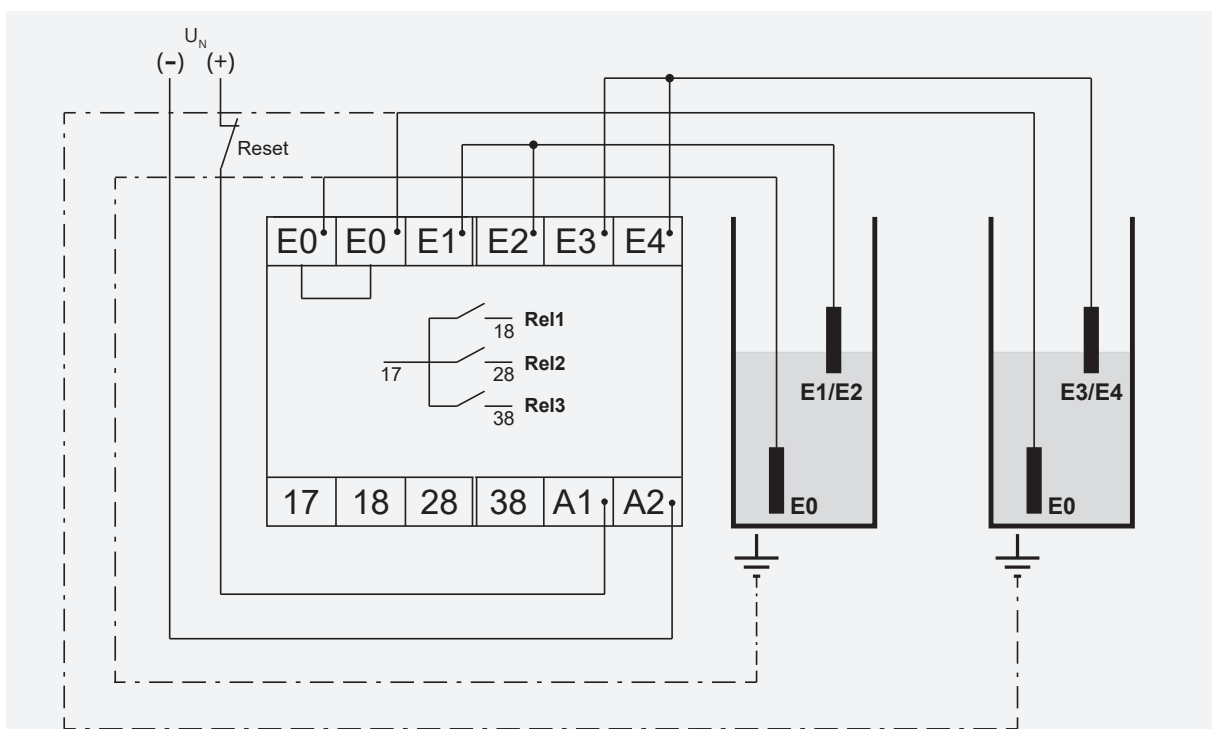 U_N
(−) (+)
Reset
E0 E0 E1 E2 E3 E4
18 Rel1
17 28 Rel2
38 Rel3
E1/E2
E3/E4
17 18 28 38 A1 A2
E0
E0